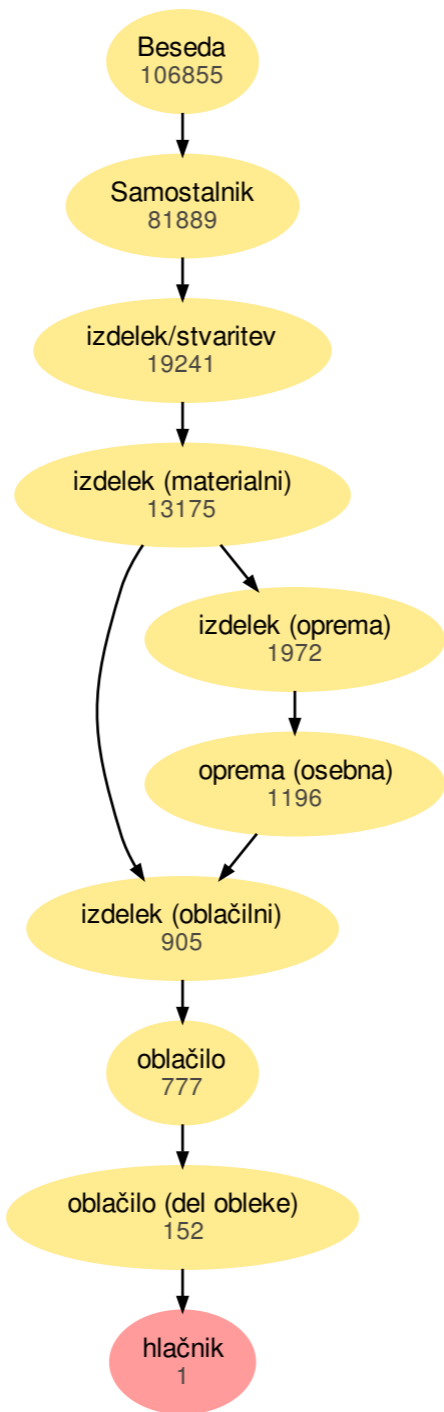 Beseda
106855
Samostalnik
81889
izdelek/stvaritev
19241
izdelek (materialni)
13175
izdelek (oprema)
1972
oprema (osebna)
1196
izdelek (oblačilni)
905
oblačilo
777
oblačilo (del obleke)
152
hlačnik
1